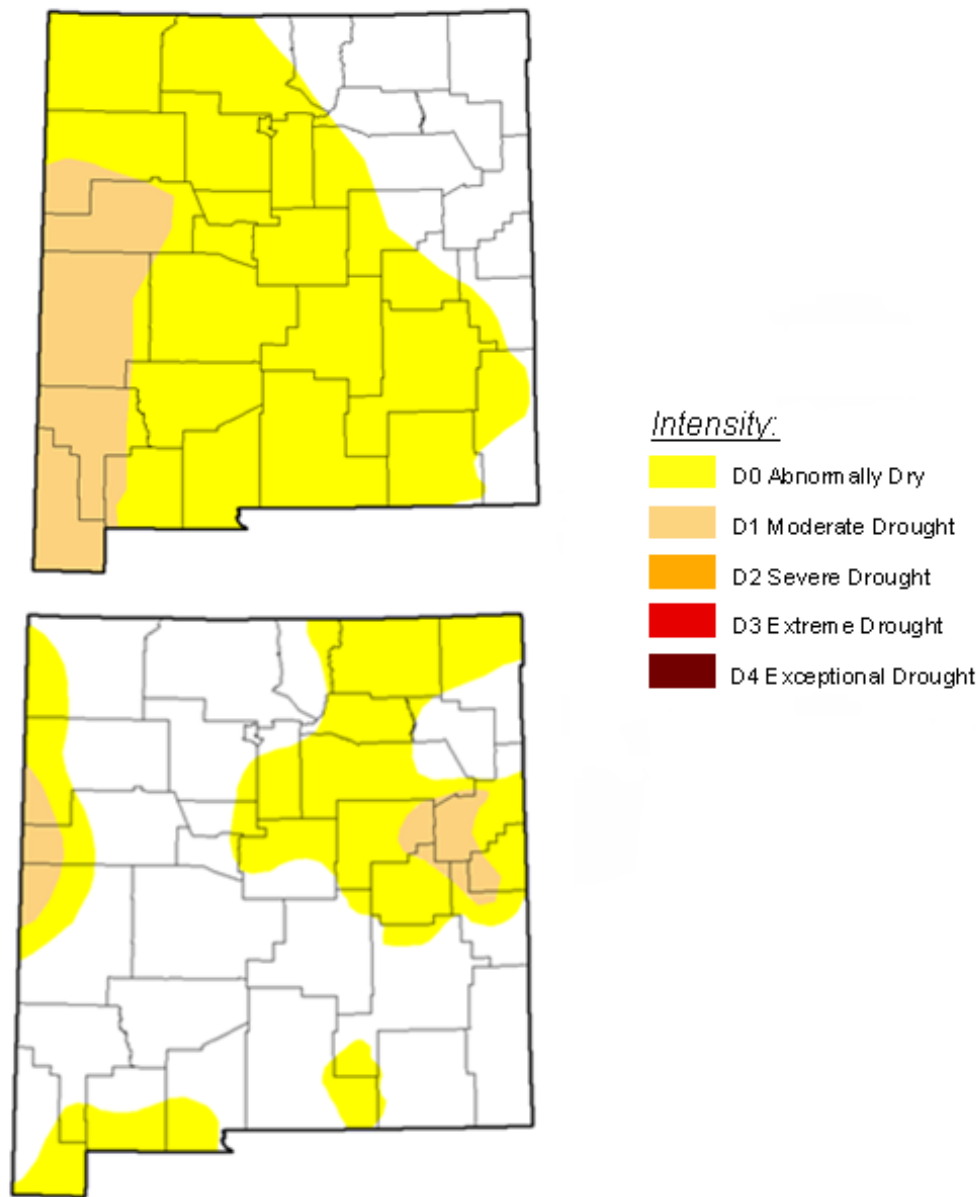 Intensity:
D0 Abnormally Dry
D1 Moderate Drought
D2 Severe Drought
D3 Extreme Drought
D4 Exceptional Drought